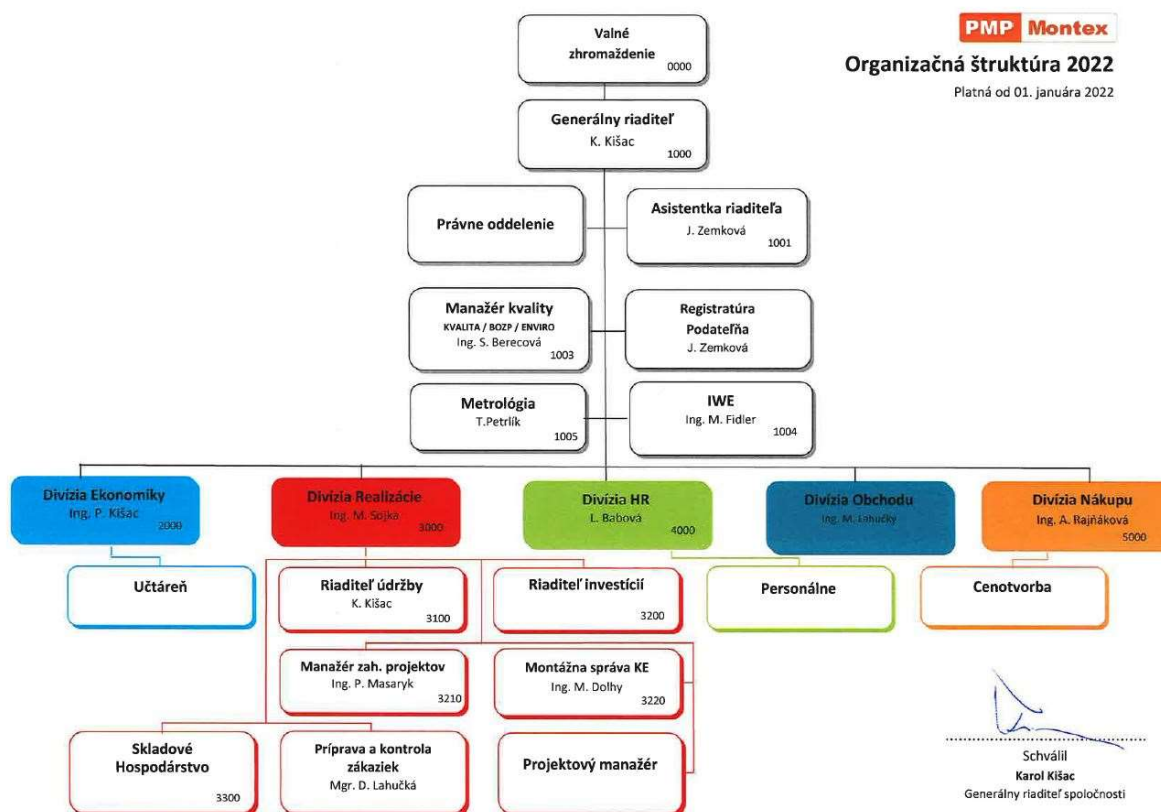 PMP Montex
Organizačná štruktúra 2022
Platná od 01. januára 2022
Valné
zhromaždenie
0000
Generálny riaditeľ
K. Kišac
1000
Právne oddelenie
Asistentka riaditeľa
J. Zemková
1001
Manažér kvality
KVALITA / BOZP / ENVIRO
Ing. S. Berecová
1003
Registratúra
Podateľňa
J. Zemková
Metrológia
T.Petrlík
1005
IWE
Ing. M. Fidler
1004
Divízia Ekonomiky
Ing. P. Kišac
2000
Divízia Realizácie
Ing. M. Sojka
3000
Divízia HR
L. Babová
4000
Divízia Obchodu
Ing. M. Lahučký
Divízia Nákupu
Ing. A. Rajňáková
5000
Učtáreň
Riaditeľ údržby
K. Kišac
3100
Riaditeľ investícií
3200
Personálne
Cenotvorba
Manažér zah. projektov
Ing. P. Masaryk
3210
Montážna správa KE
Ing. M. Dolhy
3220
Skladové
Hospodárstvo
3300
Príprava a kontrola
zákaziek
Mgr. D. Lahučká
Projektový manažér
Schválil
Karol Kišac
Generálny riaditeľ spoločnosti